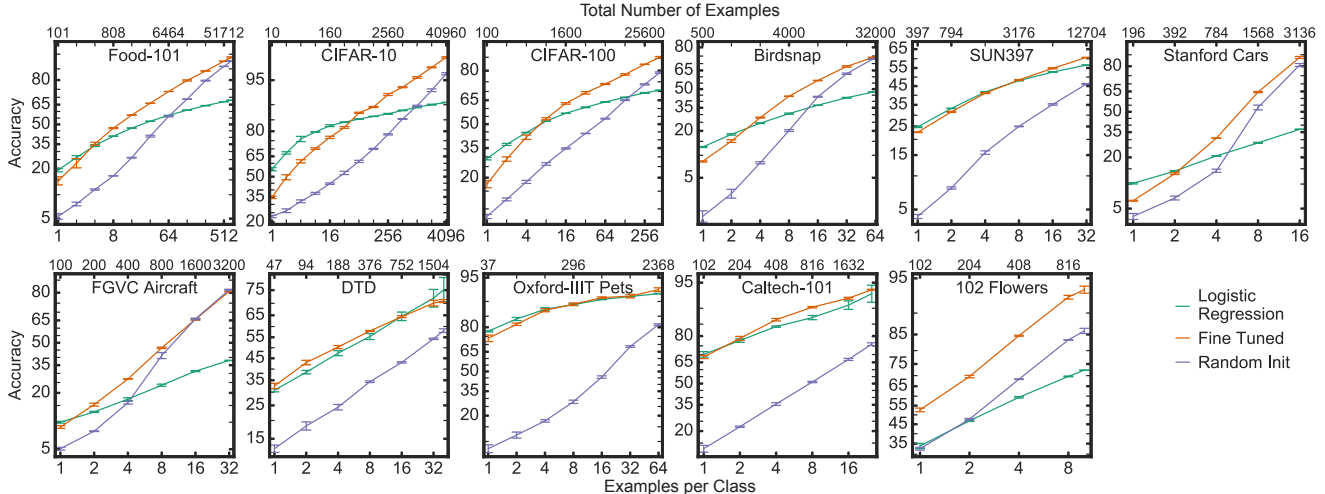 Total Number of Examples
101 808 6464 51712
10 160 2560 40960
100 1600 25600
500 4000 32000
397 794 3176 12704
196 392 784 1568 3136
Food-101
CIFAR-10
CIFAR-100
Birdsnap
SUN397
Stanford Cars
Accuracy
80
65
50
35
20
5
95
80
65
50
35
20
80
65
50
35
20
80
65
50
35
20
5
65
55
45
35
25
15
5
80
65
50
35
20
5
1 8 64 512
1 16 256 4096
1 4 16 64 256
1 2 4 8 16 32 64
1 2 4 8 16 32
1 2 4 8 16
100 200 400 800 1600 3200
47 94 188 376 752 1504
37 296 2368
102 204 408 816 1632
102 204 408 816
FGVC Aircraft
DTD
Oxford-IIIT Pets
Caltech-101
102 Flowers
Accuracy
80
65
50
35
20
5
75
65
55
45
35
25
15
95
80
65
50
35
20
80
65
50
35
20
95
85
75
65
55
45
35
1 2 4 8 16 32
1 2 4 8 16 32
1 2 4 8 16 32 64
1 2 4 8 16
1 2 4 8
Examples per Class
Logistic
Regression
Fine Tuned
Random Init